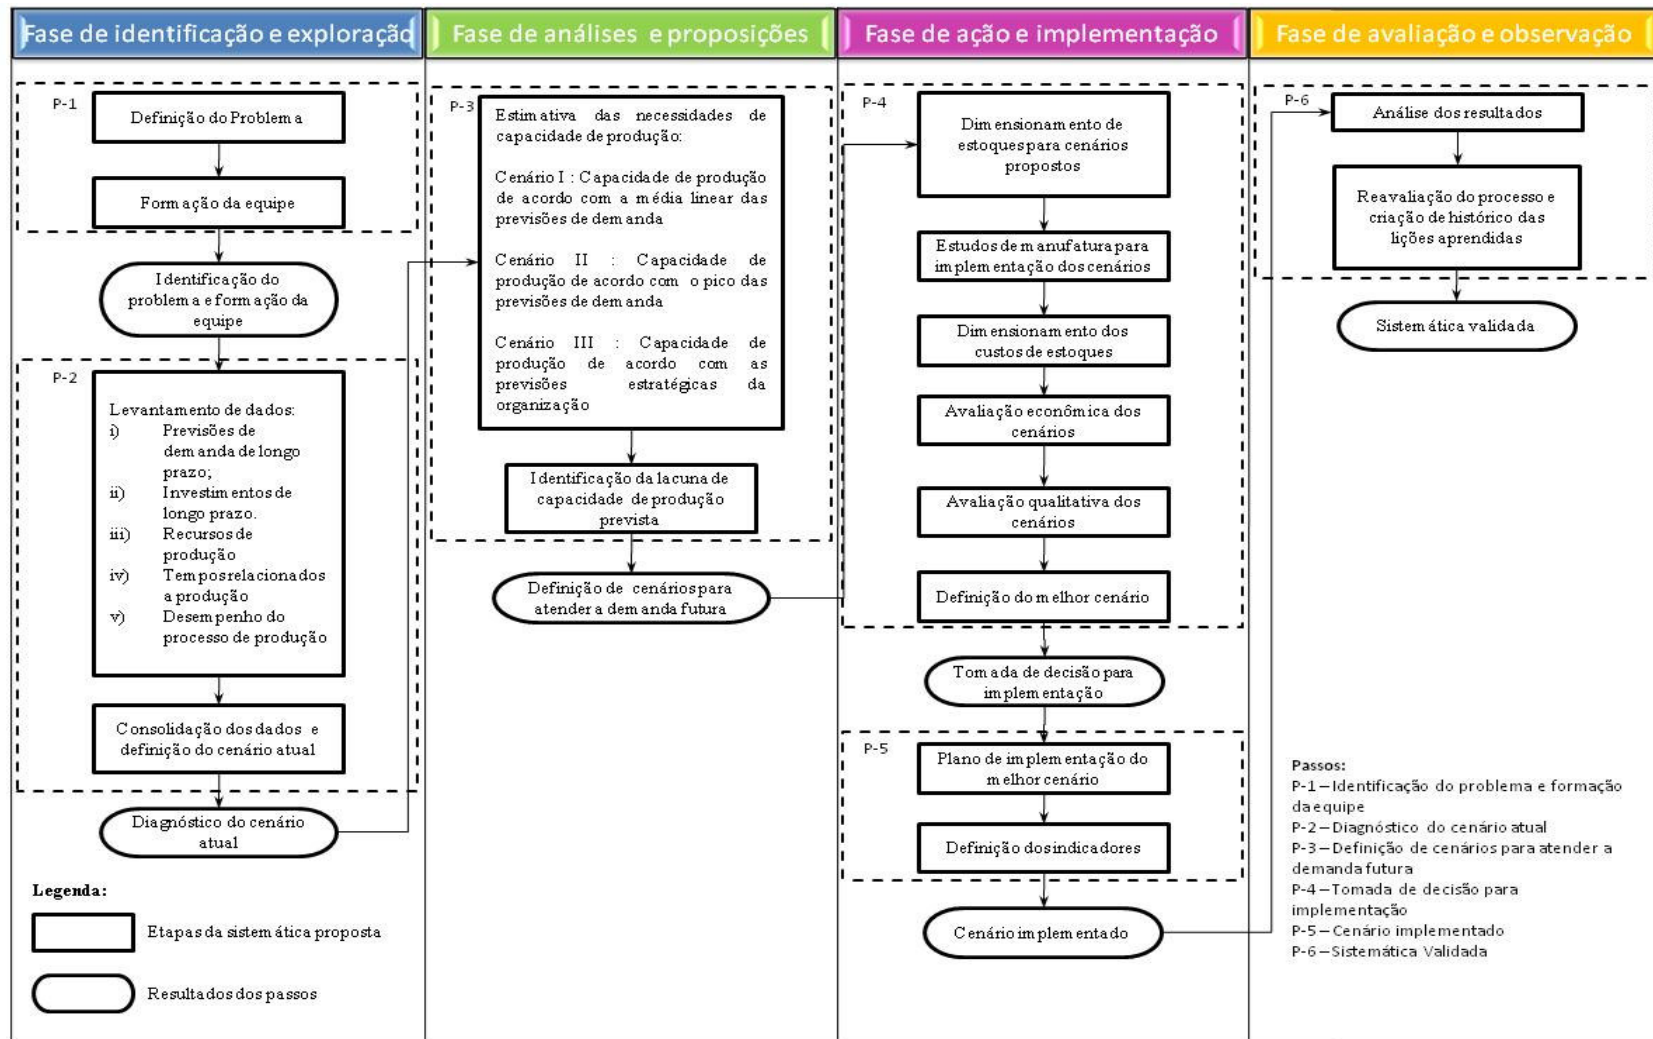 Fase de identificação e exploração
P-1
Definição do Problema
Formação da equipe
Identificação do
problema e formação da
equipe
P-2
Levantamento de dados:
i) Previsões de
demanda de longo
prazo;
ii) Investimentos de
longo prazo.
iii) Recursos de
produção
iv) Tempos relacionados
a produção
v) Desempenho do
processo de produção
Consolidação dos dados e
definição do cenário atual
Diagnóstico do cenário
atual
Legenda:
Etapas da sistemática proposta
Resultados dos passos
Fase de análises e proposições
P-3
Estimativa das necessidades de
capacidade de produção:
Cenário I : Capacidade de produção
de acordo com a média linear das
previsões de demanda
Cenário II : Capacidade de
produção de acordo com o pico das
previsões de demanda
Cenário III : Capacidade de
produção de acordo com as
previsões estratégicas da
organização
Identificação da lacuna de
capacidade de produção
prevista
Definição de cenários para
atender a demanda futura
Fase de ação e implementação
P-4
Dimensionamento de
estoques para cenários
propostos
Estudos de manufatura para
implementação dos cenários
Dimensionamento dos
custos de estoques
Avaliação econômica dos
cenários
Avaliação qualitativa dos
cenários
Definição do melhor cenário
Tomada de decisão para
implementação
P-5
Plano de implementação do
melhor cenário
Definição dos indicadores
Cenário implementado
Fase de avaliação e observação
P-6
Análise dos resultados
Reavaliação do processo e
criação de histórico das
lições aprendidas
Sistemática validada
Passos:
P-1 – Identificação do problema e formação
da equipe
P-2 – Diagnóstico do cenário atual
P-3 – Definição de cenários para atender a
demanda futura
P-4 – Tomada de decisão para
implementação
P-5 – Cenário implementado
P-6 – Sistemática Validada